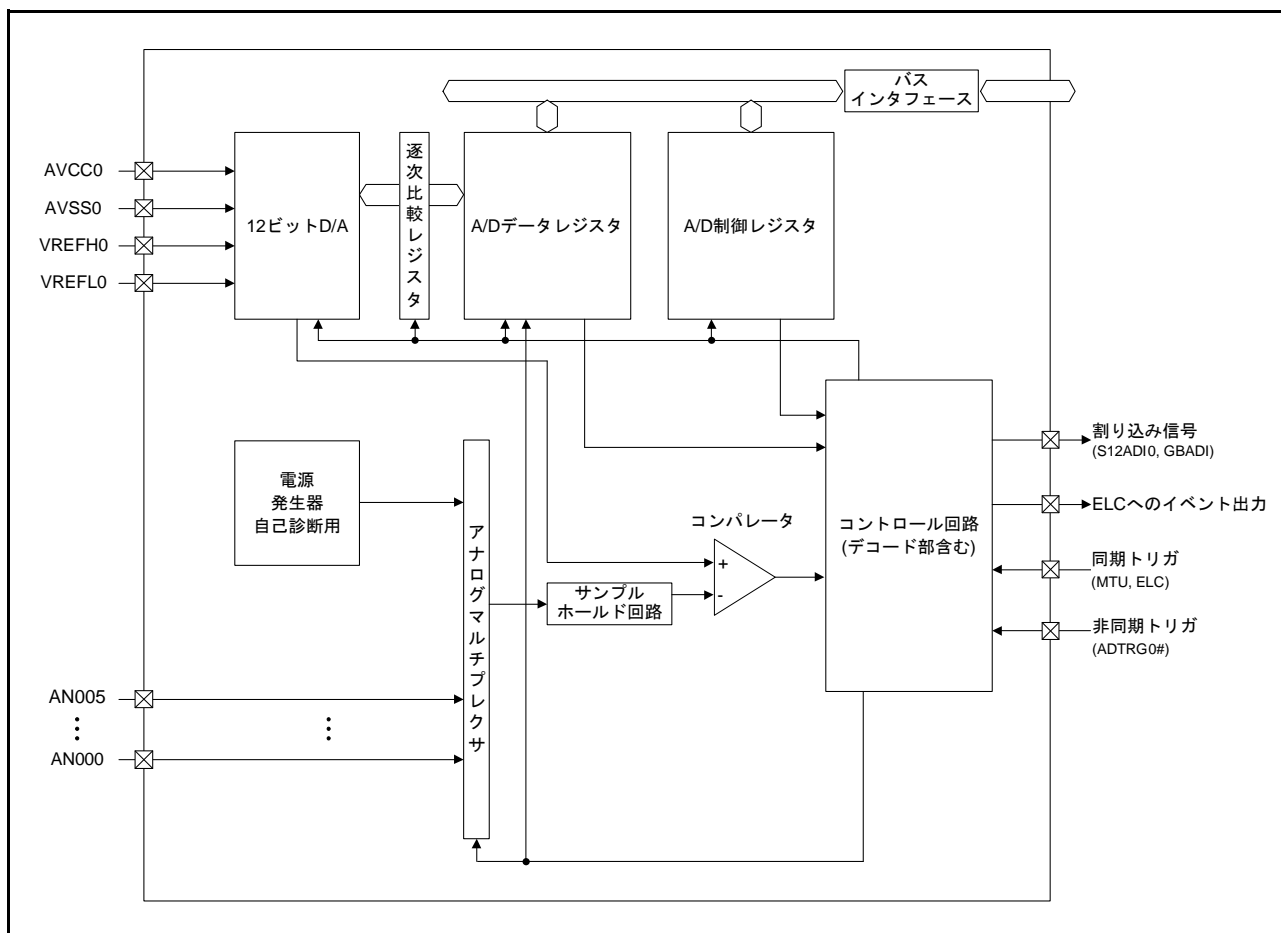 バス
インタフェース
AVCC0
AVSS0
VREFH0
VREFL0
12ビットD/A
逐次比較レジスタ
A/Dデータレジスタ
A/D制御レジスタ
電源
発生器
自己診断用
アナログマルチプレクサ
サンプル
ホールド回路
コンパレータ
+
-
コントロール回路
(デコード部含む)
割り込み信号
(S12ADI0, GBADI)
ELCへのイベント出力
同期トリガ
(MTU, ELC)
非同期トリガ
(ADTRG0#)
AN005
AN000